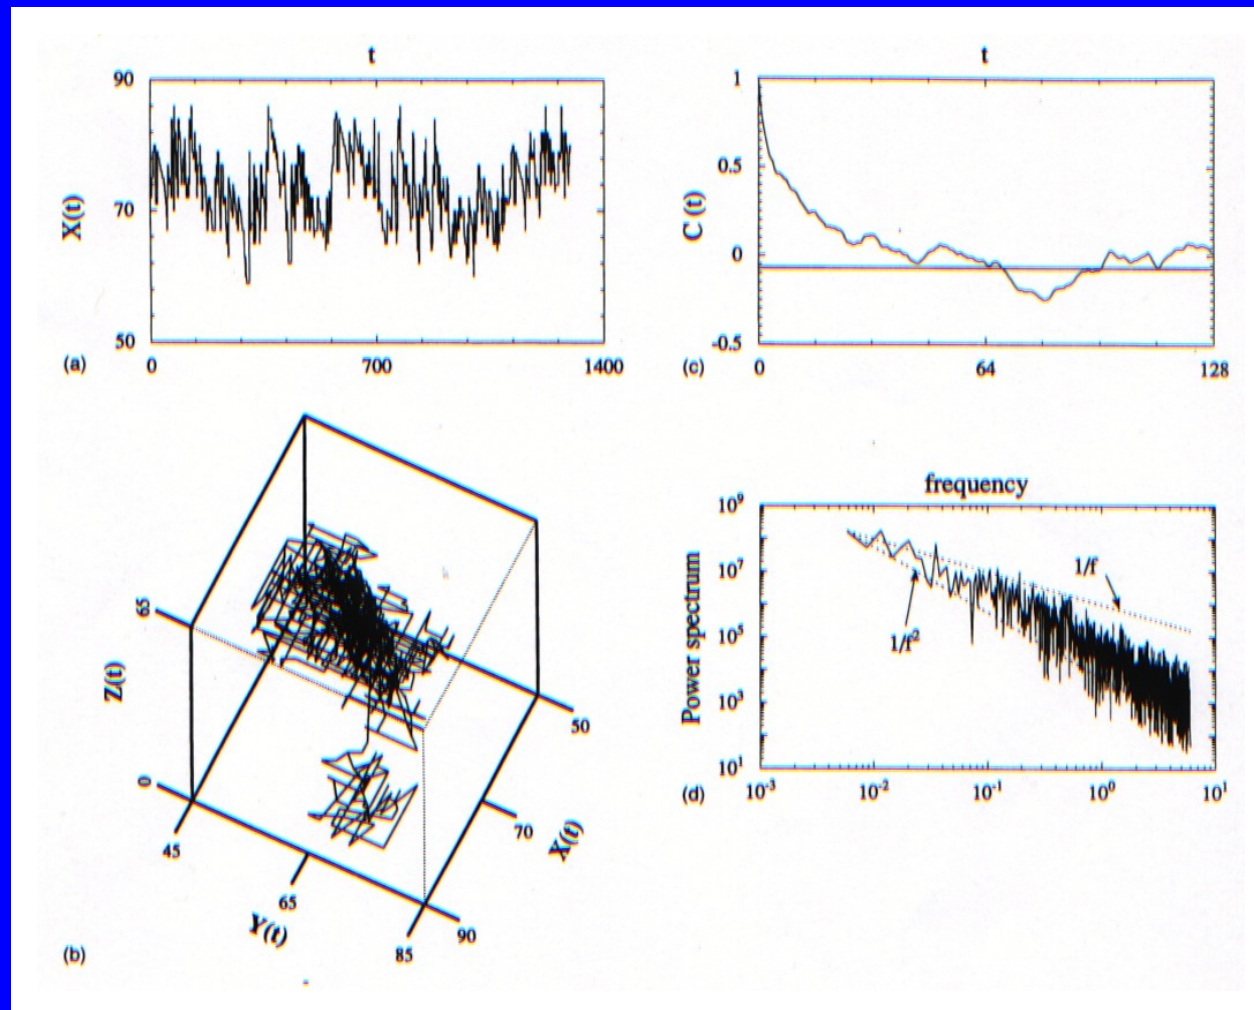 t
90
70
50
X(t)
(a)
0 700 1400
t
1
0.5
0
-0.5
C (t)
(c)
0 64 128
65
Z(t)
0
45
65
Y(t)
85
90
70
X(t)
50
(b)
frequency
10⁹
10⁷
10⁵
10³
10¹
Power spectrum
1/f
1/f²
(d)
10⁻³ 10⁻² 10⁻¹ 10⁰ 10¹